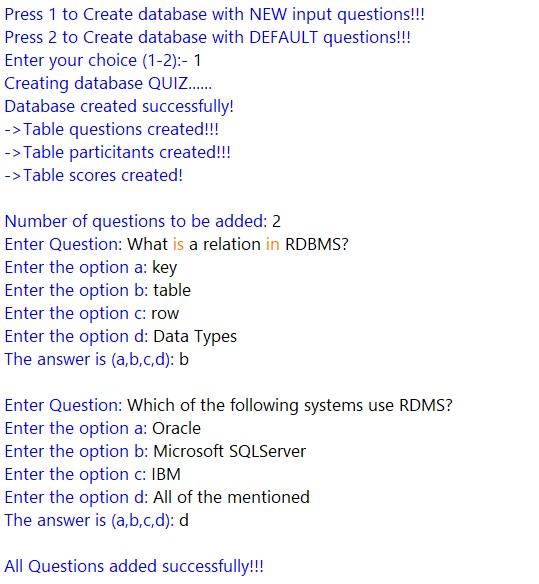 Press 1 to Create database with NEW input questions!!!
Press 2 to Create database with DEFAULT questions!!!
Enter your choice (1-2):- 1
Creating database QUIZ......
Database created successfully!
->Table questions created!!!
->Table particitants created!!!
->Table scores created!
Number of questions to be added: 2
Enter Question: What is a relation in RDBMS?
Enter the option a: key
Enter the option b: table
Enter the option c: row
Enter the option d: Data Types
The answer is (a,b,c,d): b
Enter Question: Which of the following systems use RDMS?
Enter the option a: Oracle
Enter the option b: Microsoft SQLServer
Enter the option c: IBM
Enter the option d: All of the mentioned
The answer is (a,b,c,d): d
All Questions added successfully!!!